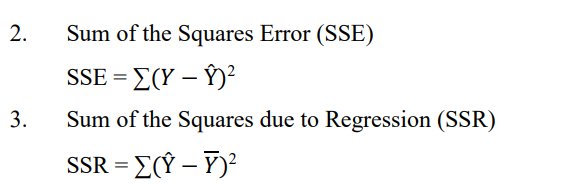 2. Sum of the Squares Error (SSE)
SSE = ∑(Y – Ŷ)²
3. Sum of the Squares due to Regression (SSR)
SSR = ∑(Ŷ – Y̅)²